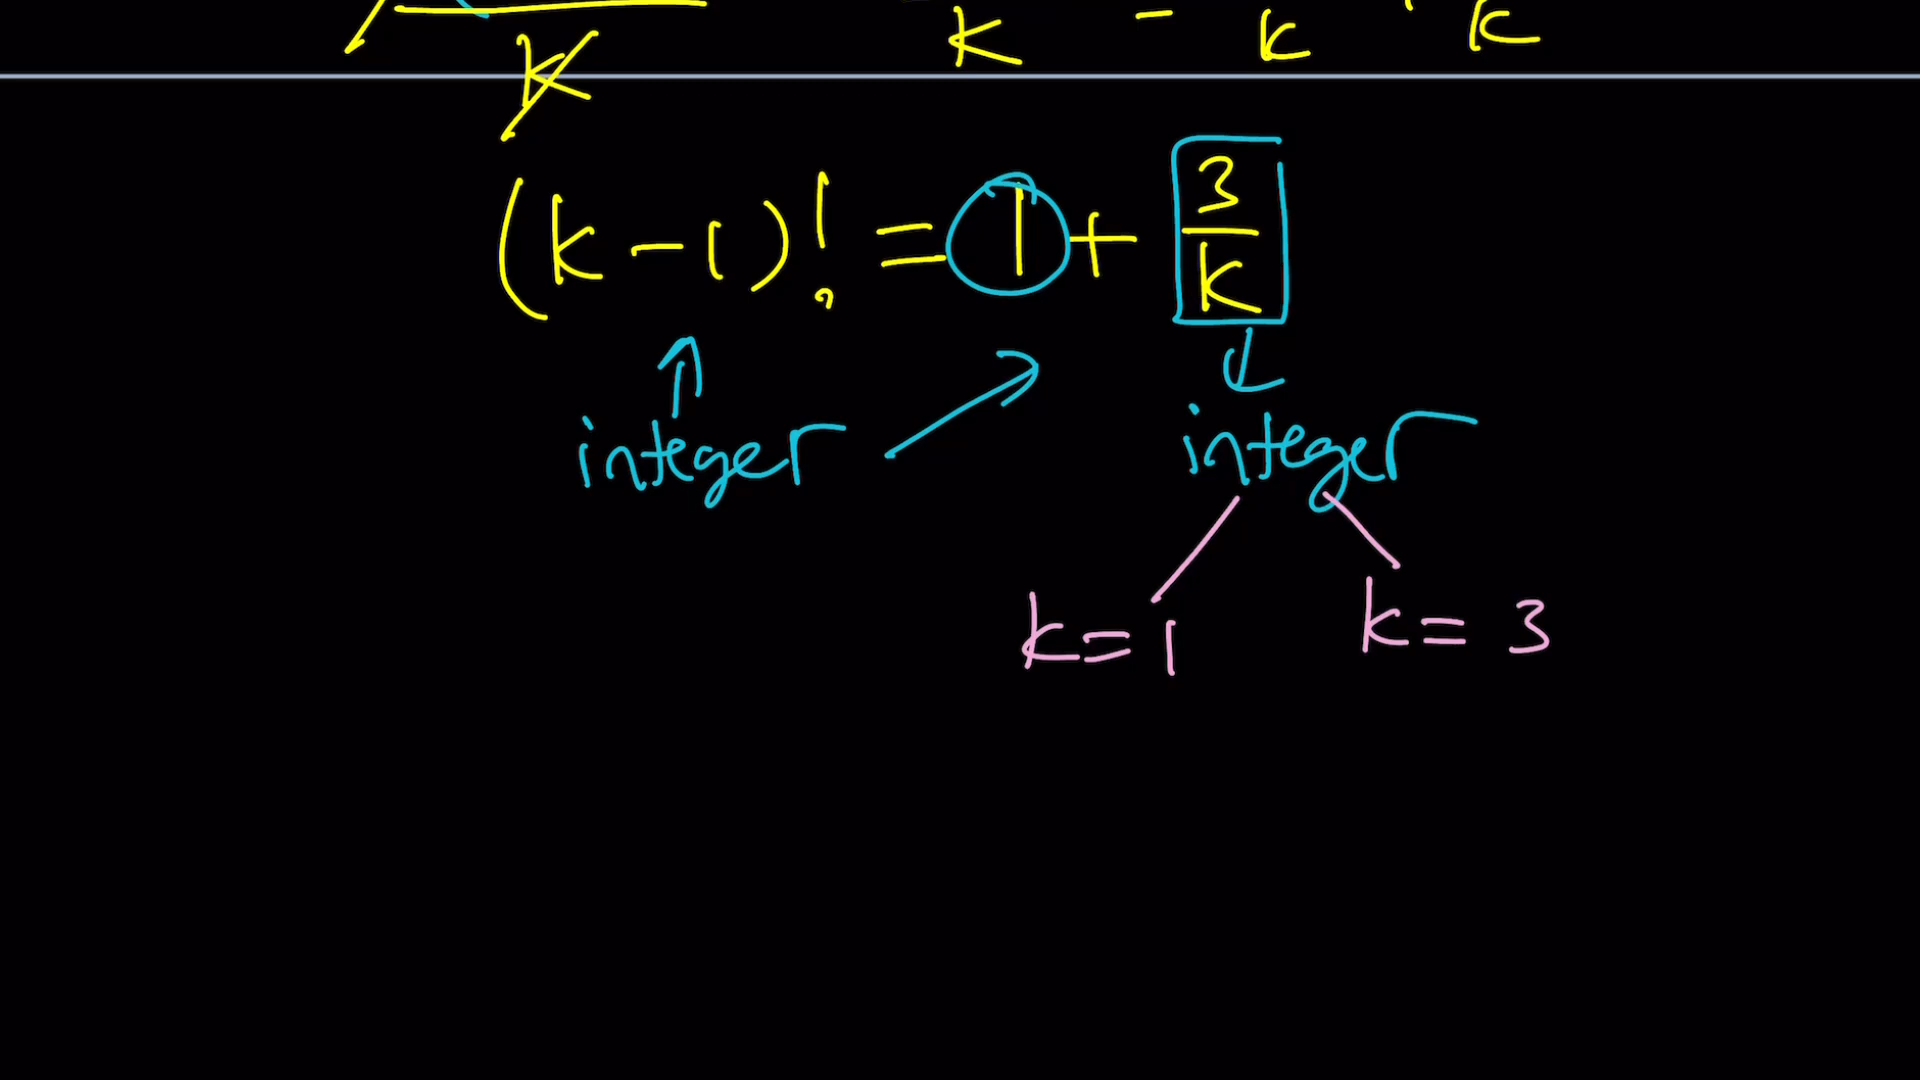 K K - K K
(k-1)! = 1 + 3/K
integer integer
k=1 k=3